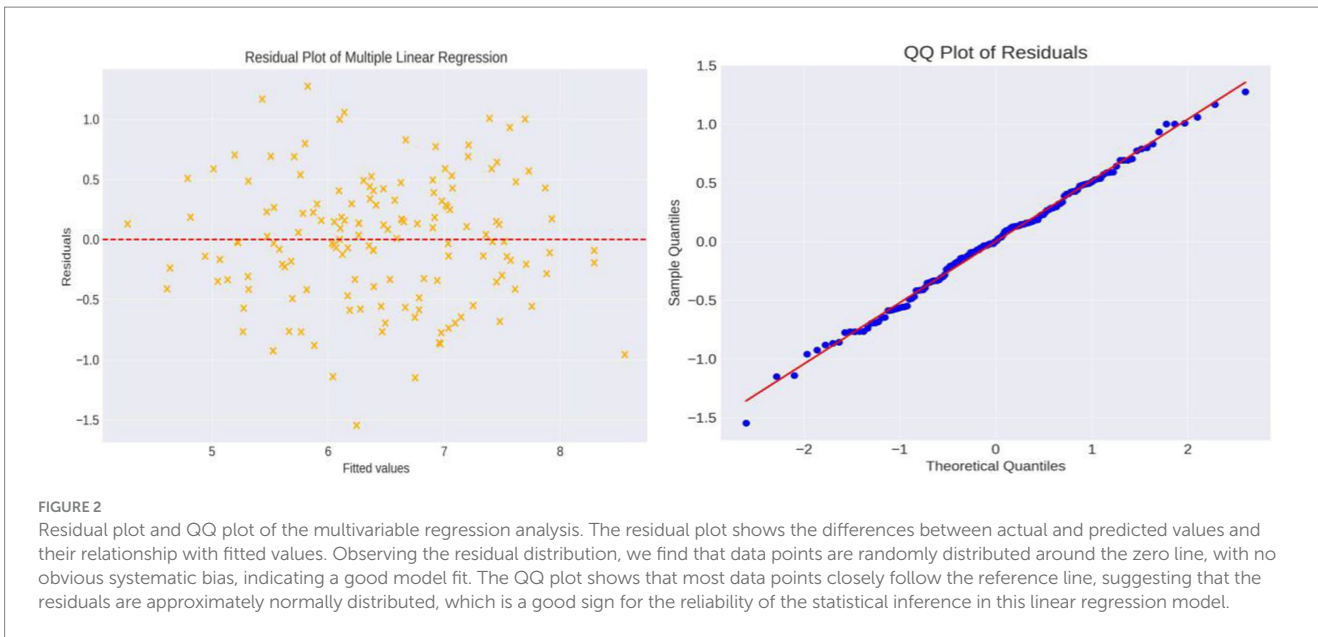 Residual Plot of Multiple Linear Regression
1.0
0.5
0.0
−0.5
−1.0
−1.5
Residuals
5
6
7
8
Fitted values
QQ Plot of Residuals
1.5
1.0
0.5
0.0
−0.5
−1.0
−1.5
Sample Quantiles
−2
−1
0
1
2
Theoretical Quantiles
FIGURE 2
Residual plot and QQ plot of the multivariable regression analysis. The residual plot shows the differences between actual and predicted values and
their relationship with fitted values. Observing the residual distribution, we find that data points are randomly distributed around the zero line, with no
obvious systematic bias, indicating a good model fit. The QQ plot shows that most data points closely follow the reference line, suggesting that the
residuals are approximately normally distributed, which is a good sign for the reliability of the statistical inference in this linear regression model.